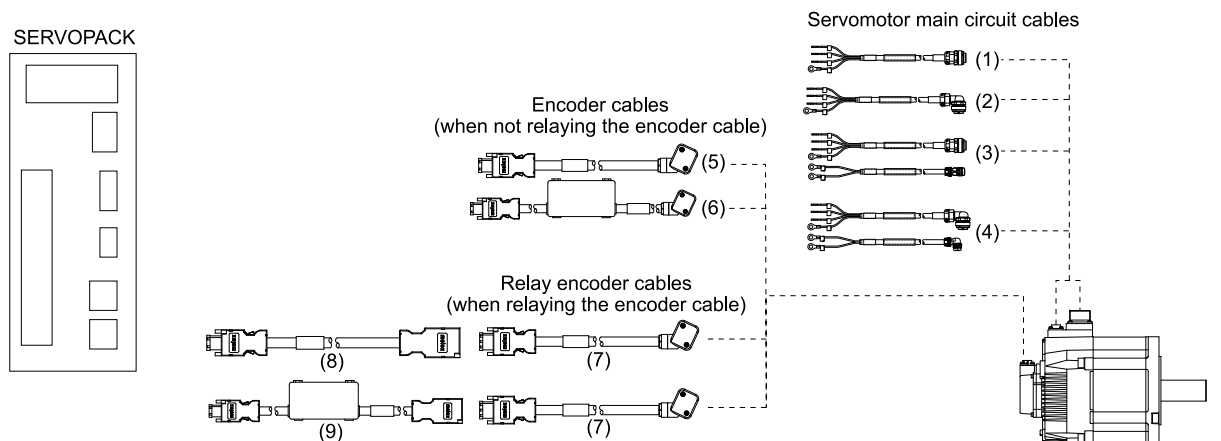 Servomotor main circuit cables
SERVOPACK
(1)
(2)
Encoder cables
(when not relaying the encoder cable)
(3)
(5)
(6)
(4)
Relay encoder cables
(when relaying the encoder cable)
(8)
(7)
(9)
(7)